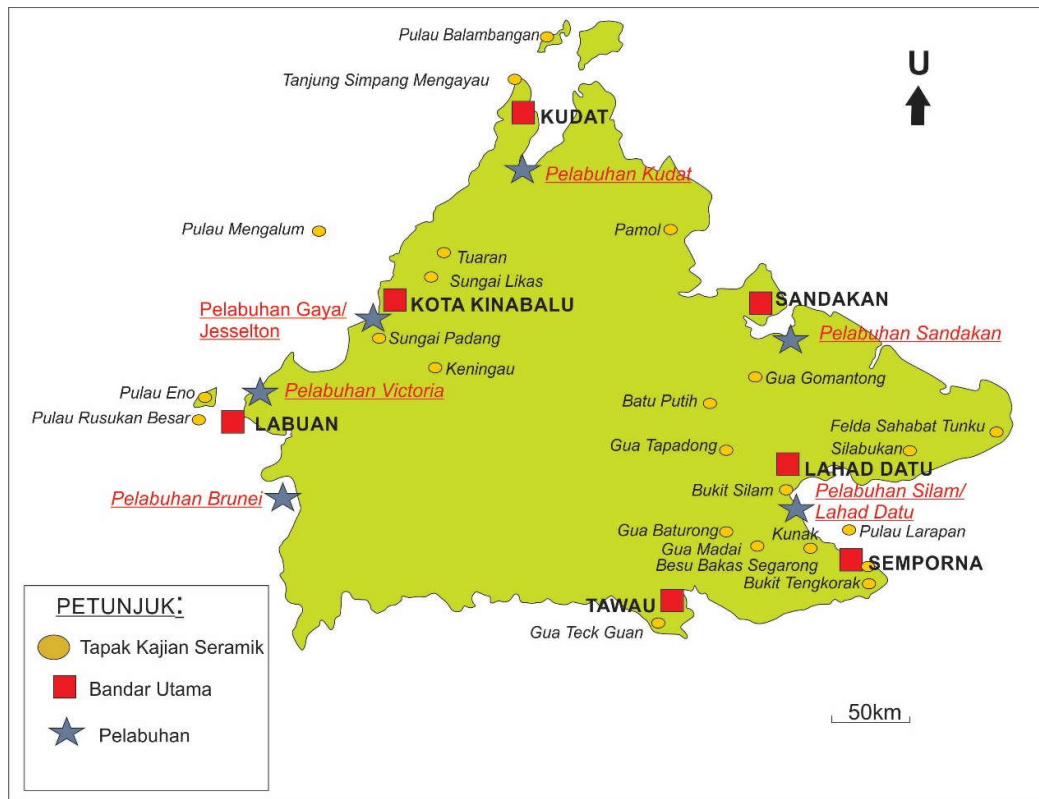 Pulau Balambangan
Tanjung Simpang Mengayau
U
KUDAT
Pelabuhan Kudat
Pulau Mengalum
Pamol
Tuaran
Sungai Likas
KOTA KINABALU
SANDAKAN
Pelabuhan Gaya/
Jesselton
Sungai Padang
Pelabuhan Sandakan
Keningau
Gua Gomantong
Pulau Eno
Pelabuhan Victoria
Batu Putih
Pulau Rusukan Besar
LABUAN
Felda Sahabat Tunku
Gua Tapadong
Silabukan
LAHAD DATU
Pelabuhan Brunei
Bukit Silam
Pelabuhan Silam/
Lahad Datu
Gua Baturong
Kunak
Pulau Larapan
Gua Madai
Besu Bakas Segarong
SEMPORNA
Bukit Tengkorak
TAWAU
Gua Teck Guan
PETUNJUK:
Tapak Kajian Seramik
Bandar Utama
Pelabuhan
50km